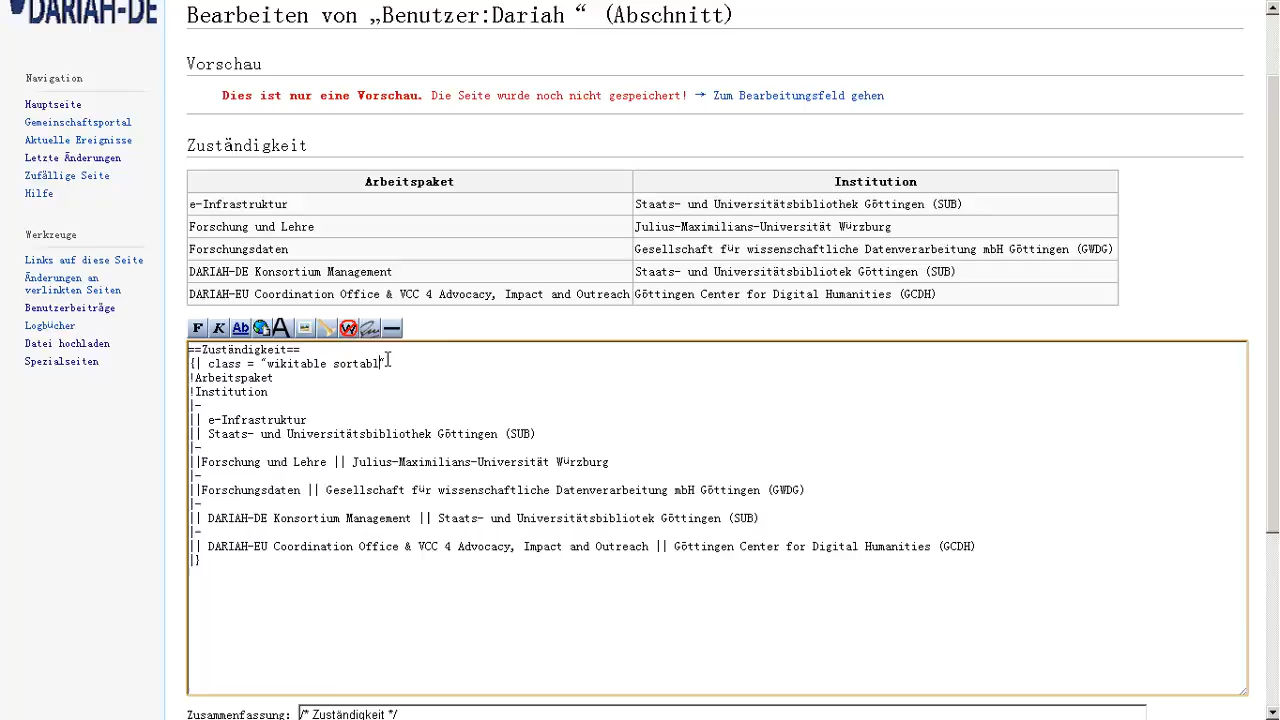 DARIAH-DE
Bearbeiten von „Benutzer:Dariah “ (Abschnitt)
Navigation
Hauptseite
Gemeinschaftsportal
Aktuelle Ereignisse
Letzte Änderungen
Zufällige Seite
Hilfe
Werkzeuge
Links auf diese Seite
Änderungen an
verlinkten Seiten
Benutzerbeiträge
Logbücher
Datei hochladen
Spezialseiten
Vorschau
Dies ist nur eine Vorschau. Die Seite wurde noch nicht gespeichert! → Zum Bearbeitungsfeld gehen
Zuständigkeit
Arbeitspaket Institution
e-Infrastruktur Staats- und Universitätsbibliothek Göttingen (SUB)
Forschung und Lehre Julius-Maximilians-Universität Würzburg
Forschungsdaten Gesellschaft für wissenschaftliche Datenverarbeitung mbH Göttingen (GWDG)
DARIAH-DE Konsortium Management Staats- und Universitätsbibliotek Göttingen (SUB)
DARIAH-EU Coordination Office & VCC 4 Advocacy, Impact and Outreach Göttingen Center for Digital Humanities (GCDH)
F K Ab A W
==Zuständigkeit==
{| class = "wikitable sortabl"
!Arbeitspaket
!Institution
|-
|| e-Infrastruktur
|| Staats- und Universitätsbibliothek Göttingen (SUB)
|-
||Forschung und Lehre || Julius-Maximilians-Universität Würzburg
|-
||Forschungsdaten || Gesellschaft für wissenschaftliche Datenverarbeitung mbH Göttingen (GWDG)
|-
|| DARIAH-DE Konsortium Management || Staats- und Universitätsbibliotek Göttingen (SUB)
|-
|| DARIAH-EU Coordination Office & VCC 4 Advocacy, Impact and Outreach || Göttingen Center for Digital Humanities (GCDH)
|}
Zusammenfassung: /* Zuständigkeit */